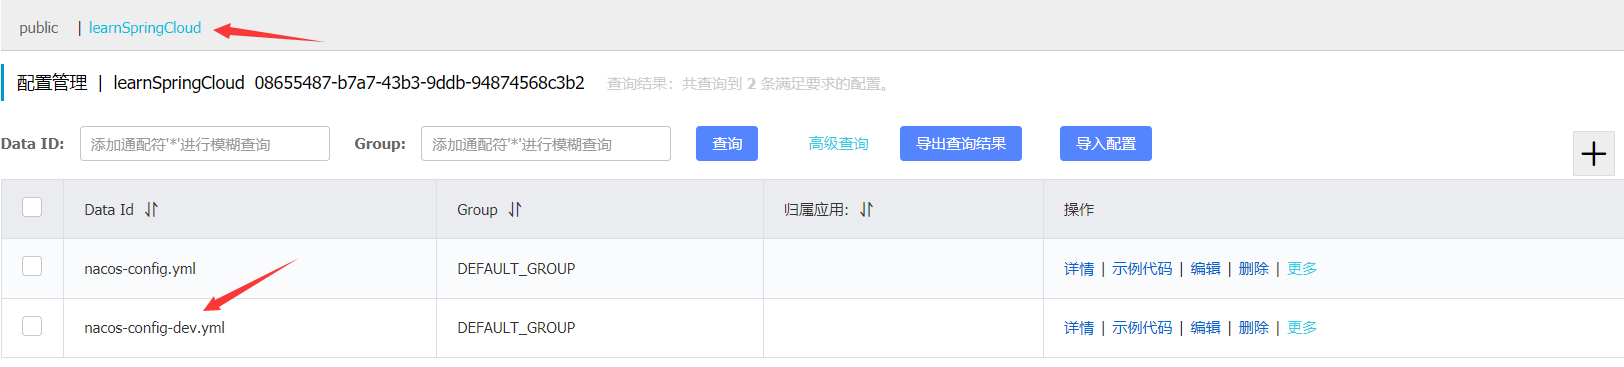 public | learnSpringCloud
配置管理 | learnSpringCloud 08655487-b7a7-43b3-9ddb-94874568c3b2 查询结果：共查询到 2 条满足要求的配置。
Data ID: 添加通配符'*'进行模糊查询 Group: 添加通配符'*'进行模糊查询 查询 高级查询 导出查询结果 导入配置
Data Id Group 归属应用: 操作
nacos-config.yml DEFAULT_GROUP 详情 | 示例代码 | 编辑 | 删除 | 更多
nacos-config-dev.yml DEFAULT_GROUP 详情 | 示例代码 | 编辑 | 删除 | 更多